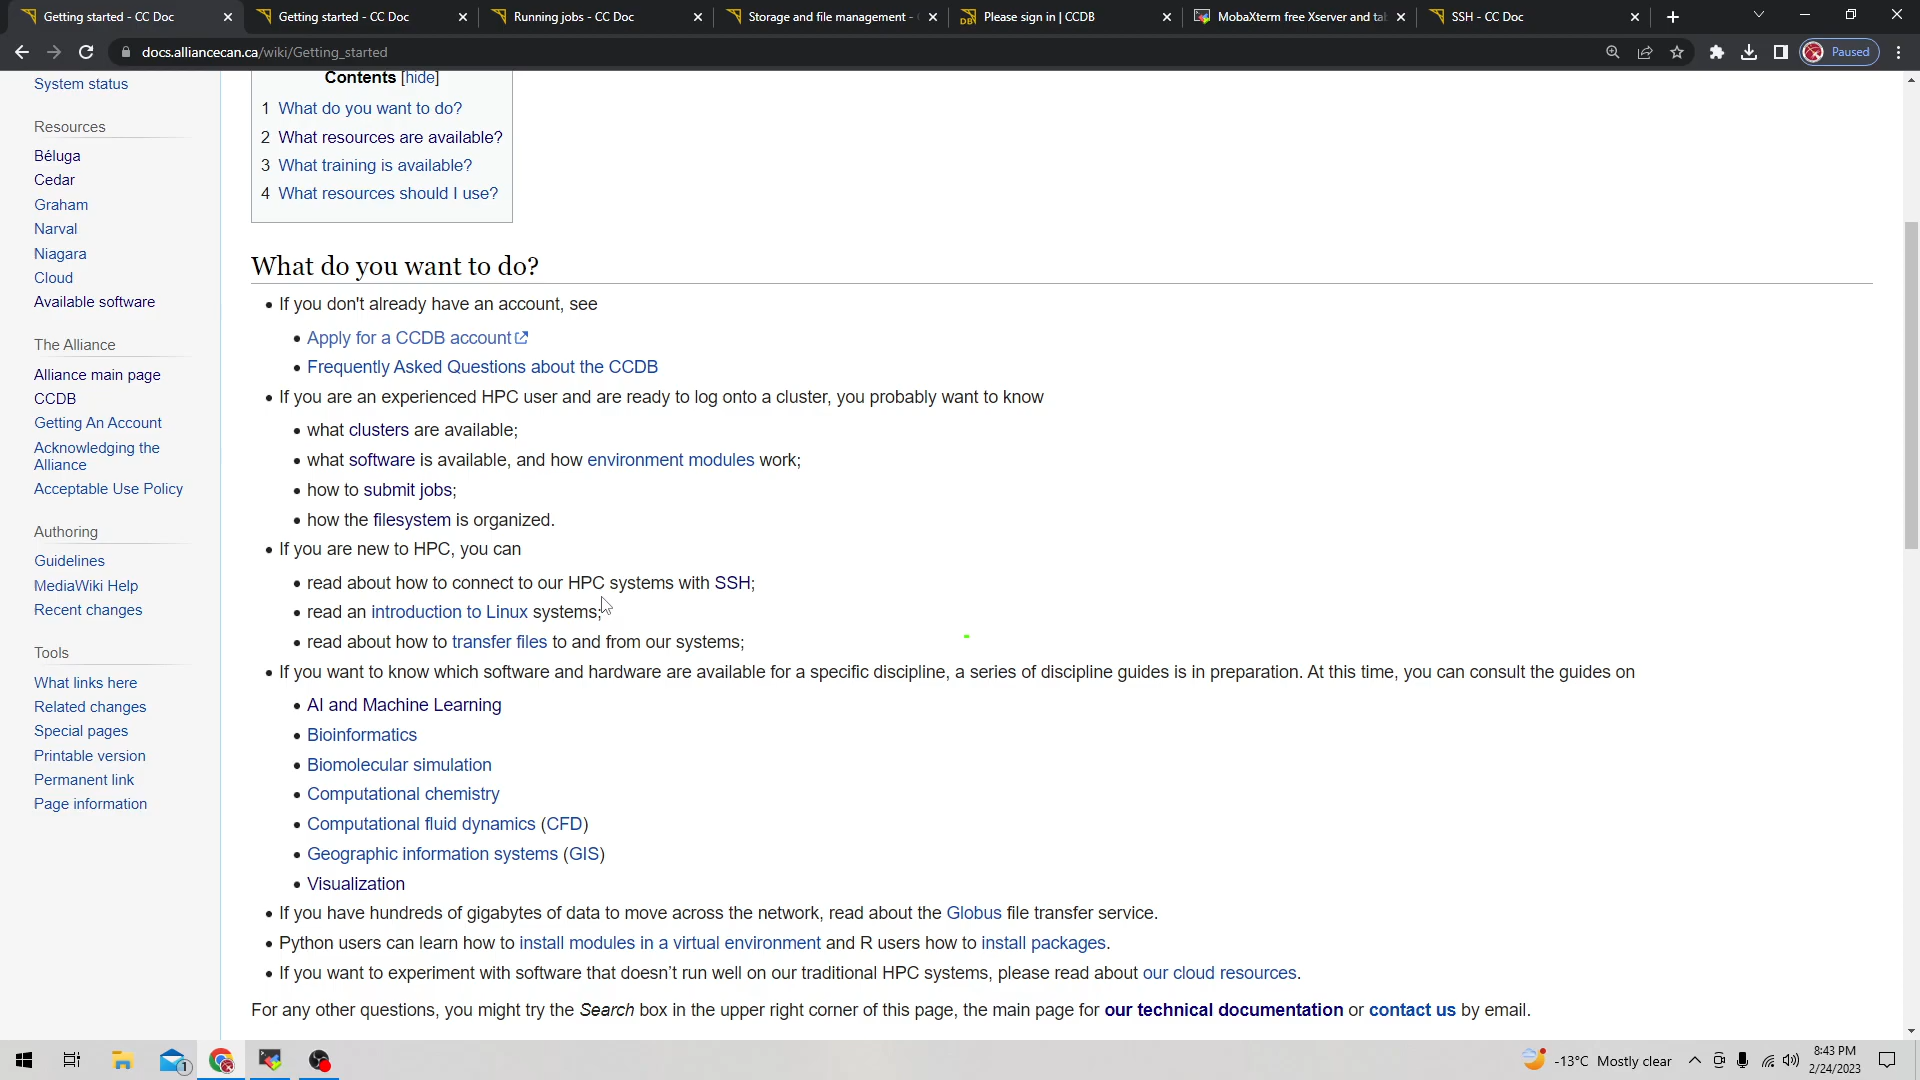 Getting started - CC Doc
Getting started - CC Doc
Running jobs - CC Doc
Storage and file management -
Please sign in | CCDB
MobaXterm free Xserver and ta
SSH - CC Doc
docs.alliancecan.ca/wiki/Getting_started
Paused
System status
Resources
Béluga
Cedar
Graham
Narval
Niagara
Cloud
Available software
The Alliance
Alliance main page
CCDB
Getting An Account
Acknowledging the
Alliance
Acceptable Use Policy
Authoring
Guidelines
MediaWiki Help
Recent changes
Tools
What links here
Related changes
Special pages
Printable version
Permanent link
Page information
Contents [hide]
1 What do you want to do?
2 What resources are available?
3 What training is available?
4 What resources should I use?
What do you want to do?
If you don't already have an account, see
Apply for a CCDB account
Frequently Asked Questions about the CCDB
If you are an experienced HPC user and are ready to log onto a cluster, you probably want to know
what clusters are available;
what software is available, and how environment modules work;
how to submit jobs;
how the filesystem is organized.
If you are new to HPC, you can
read about how to connect to our HPC systems with SSH;
read an introduction to Linux systems;
read about how to transfer files to and from our systems;
If you want to know which software and hardware are available for a specific discipline, a series of discipline guides is in preparation. At this time, you can consult the guides on
AI and Machine Learning
Bioinformatics
Biomolecular simulation
Computational chemistry
Computational fluid dynamics (CFD)
Geographic information systems (GIS)
Visualization
If you have hundreds of gigabytes of data to move across the network, read about the Globus file transfer service.
Python users can learn how to install modules in a virtual environment and R users how to install packages.
If you want to experiment with software that doesn't run well on our traditional HPC systems, please read about our cloud resources.
For any other questions, you might try the Search box in the upper right corner of this page, the main page for our technical documentation or contact us by email.
1
-13°C Mostly clear
8:43 PM
2/24/2023